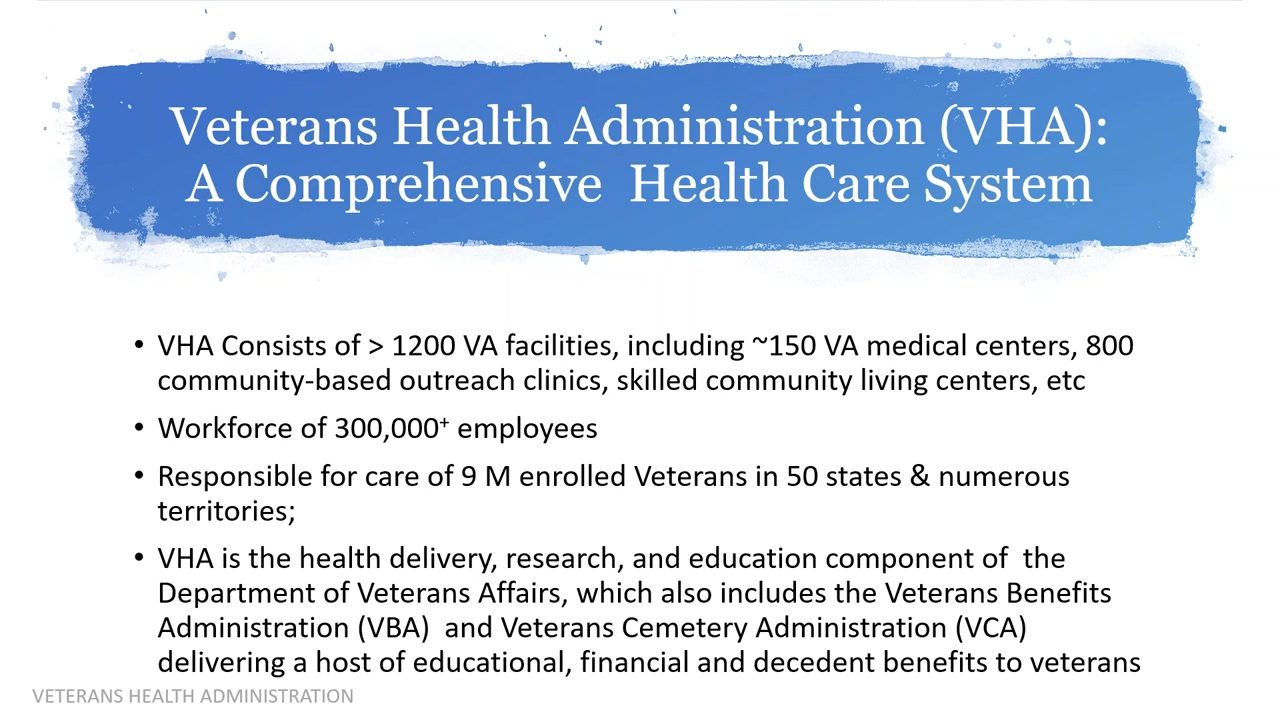 Veterans Health Administration (VHA):
A Comprehensive  Health Care System
• VHA Consists of > 1200 VA facilities, including ~150 VA medical centers, 800
community-based outreach clinics, skilled community living centers, etc
• Workforce of 300,000⁺ employees
• Responsible for care of 9 M enrolled Veterans in 50 states & numerous
territories;
• VHA is the health delivery, research, and education component of  the
Department of Veterans Affairs, which also includes the Veterans Benefits
Administration (VBA)  and Veterans Cemetery Administration (VCA)
delivering a host of educational, financial and decedent benefits to veterans
VETERANS HEALTH ADMINISTRATION